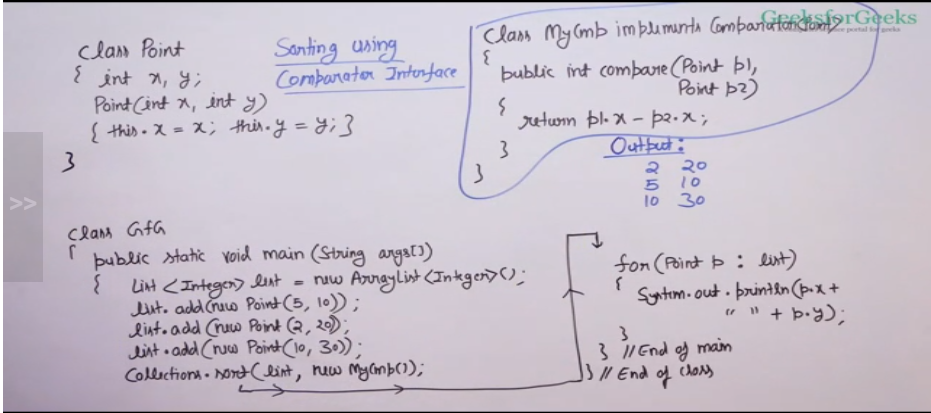 class Point
{ int x, y;
Point(int x, int y)
{ this.x = x; this.y = y; }
}
Sorting using
Comparator Interface
class MyCmb implements Comparator<Point>
{
public int compare(Point p1,
Point p2)
{
return p1.x - p2.x;
}
}
GeeksforGeeks
Output:
2 20
5 10
10 30
>>
class GfG
{ public static void main (String args[])
{ List <Integer> list = new ArrayList <Integer>();
list.add(new Point(5, 10));
list.add(new Point(2, 20));
list.add(new Point(10, 30));
Collections.sort(list, new MyCmb());
for(Point p : list)
{ System.out.println(p.x +
" " + p.y);
}
} // End of main
} // End of class